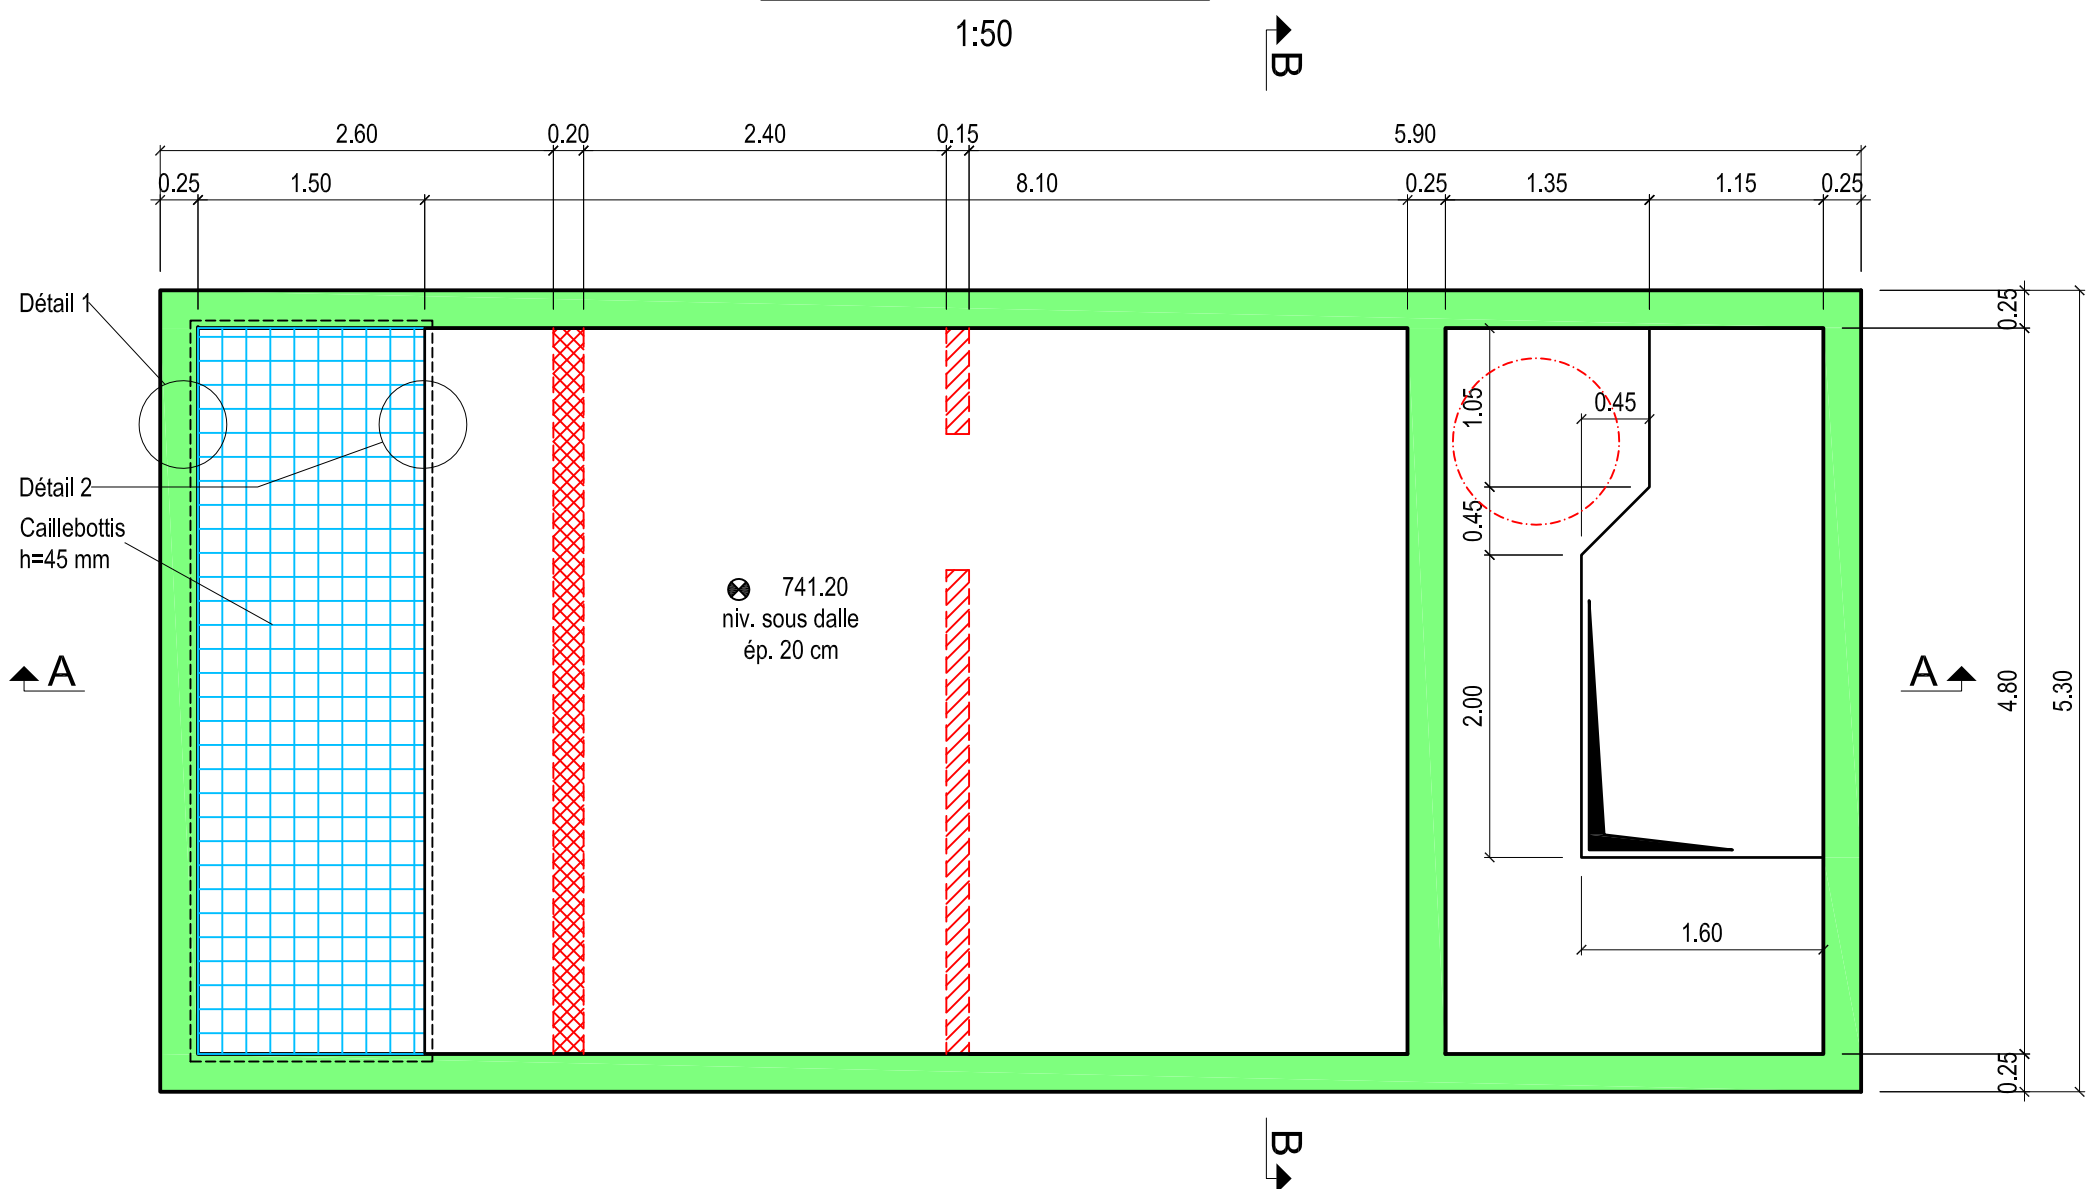 1:50
B
2.60 0.20 2.40 0.15 5.90
0.25 1.50 8.10 0.25 1.35 1.15 0.25
Détail 1
0.25
1.05
0.45
Détail 2
0.45
Caillebottis
h=45 mm
741.20
niv. sous dalle
ép. 20 cm
A
A
2.00
4.80
5.30
1.60
0.25
B